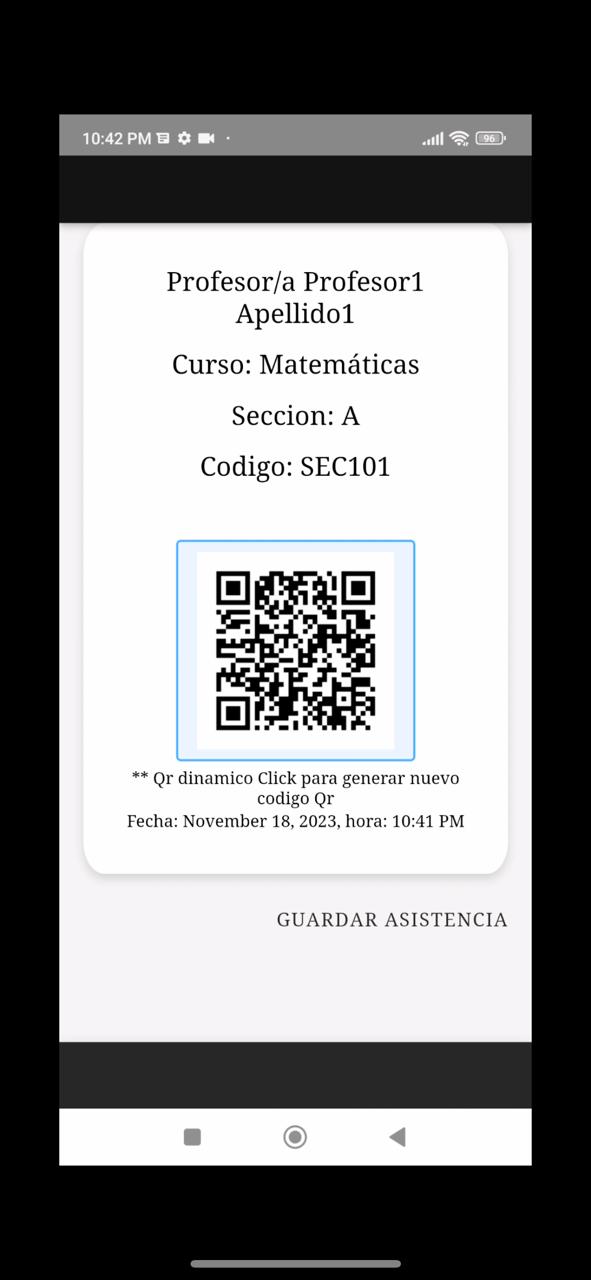 10:42 PM
96
Profesor/a Profesor1
Apellido1
Curso: Matemáticas
Seccion: A
Codigo: SEC101
** Qr dinamico Click para generar nuevo
codigo Qr
Fecha: November 18, 2023, hora: 10:41 PM
GUARDAR ASISTENCIA